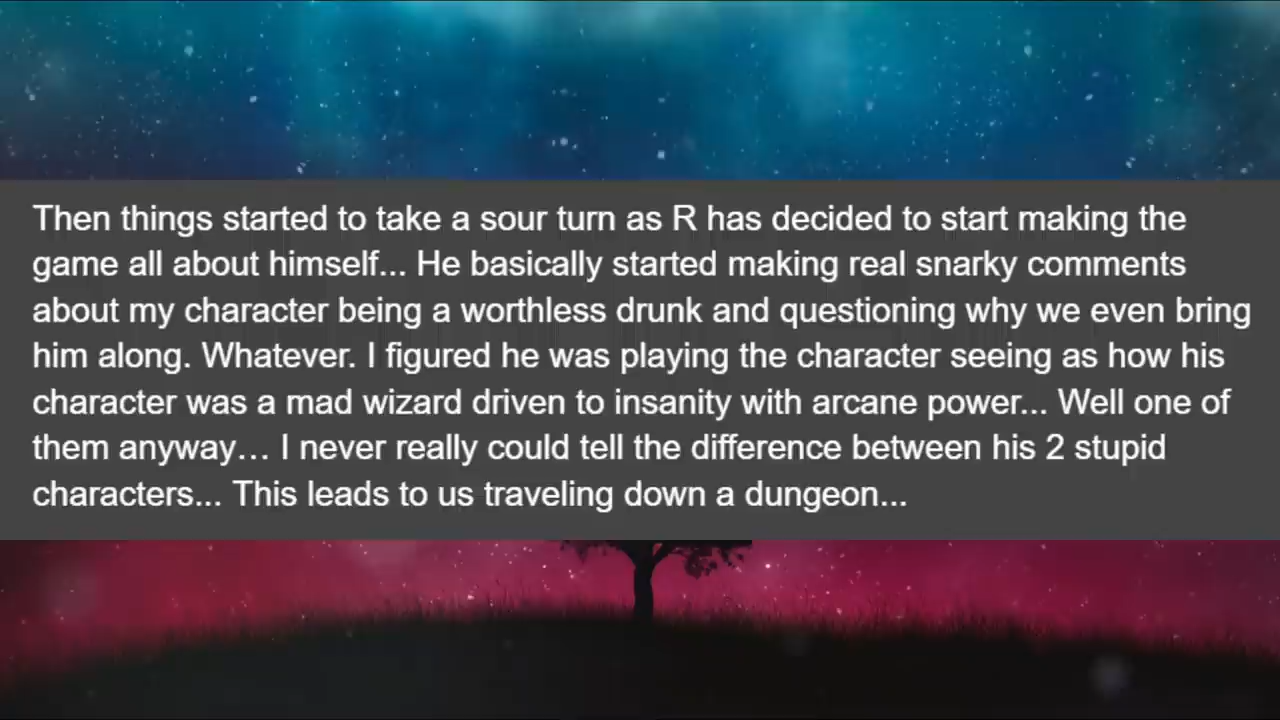 Then things started to take a sour turn as R has decided to start making the
game all about himself... He basically started making real snarky comments
about my character being a worthless drunk and questioning why we even bring
him along. Whatever. I figured he was playing the character seeing as how his
character was a mad wizard driven to insanity with arcane power... Well one of
them anyway… I never really could tell the difference between his 2 stupid
characters... This leads to us traveling down a dungeon...